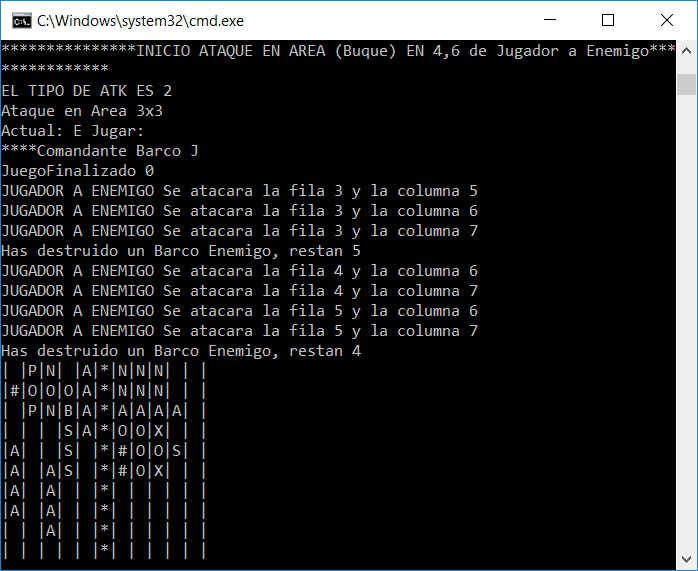 C:\Windows\system32\cmd.exe
***************INICIO ATAQUE EN AREA (Buque) EN 4,6 de Jugador a Enemigo***
************
EL TIPO DE ATK ES 2
Ataque en Area 3x3
Actual: E Jugar:
****Comandante Barco J
JuegoFinalizado 0
JUGADOR A ENEMIGO Se atacara la fila 3 y la columna 5
JUGADOR A ENEMIGO Se atacara la fila 3 y la columna 6
JUGADOR A ENEMIGO Se atacara la fila 3 y la columna 7
Has destruido un Barco Enemigo, restan 5
JUGADOR A ENEMIGO Se atacara la fila 4 y la columna 6
JUGADOR A ENEMIGO Se atacara la fila 4 y la columna 7
JUGADOR A ENEMIGO Se atacara la fila 5 y la columna 6
JUGADOR A ENEMIGO Se atacara la fila 5 y la columna 7
Has destruido un Barco Enemigo, restan 4
| |P|N| |A|*|N|N|N| | |
|#|O|O|O|A|*|N|N|N| | |
| |P|N|B|A|*|A|A|A|A| |
| | | |S|A|*|O|O|X| | |
|A| | |S| |*|#|O|O|S| |
|A| |A|S| |*|#|O|X| | |
|A| |A| | |*| | | | | |
|A| |A| | |*| | | | | |
| | |A| | |*| | | | | |
| | | | | |*| | | | | |